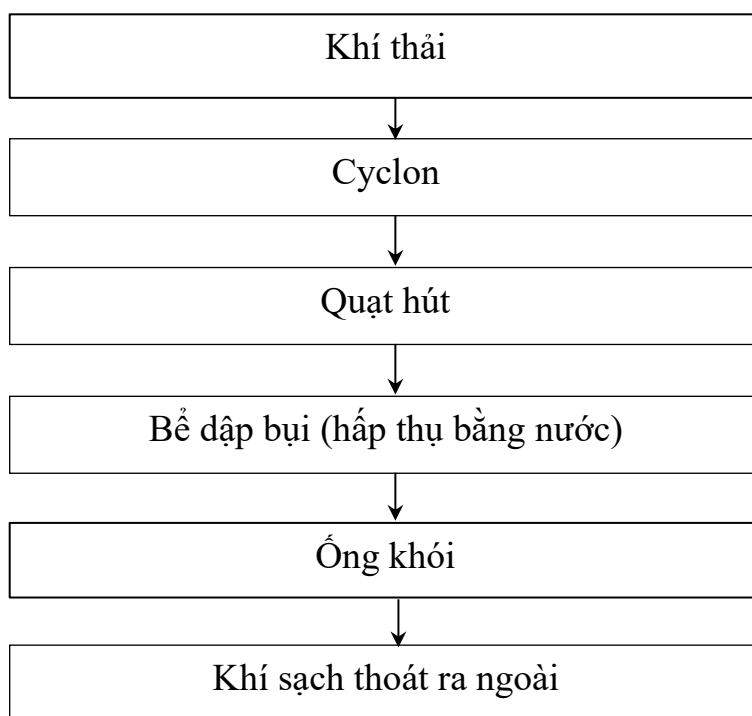 Khí thải
Cyclon
Quạt hút
Bể dập bụi (hấp thụ bằng nước)
Ống khói
Khí sạch thoát ra ngoài